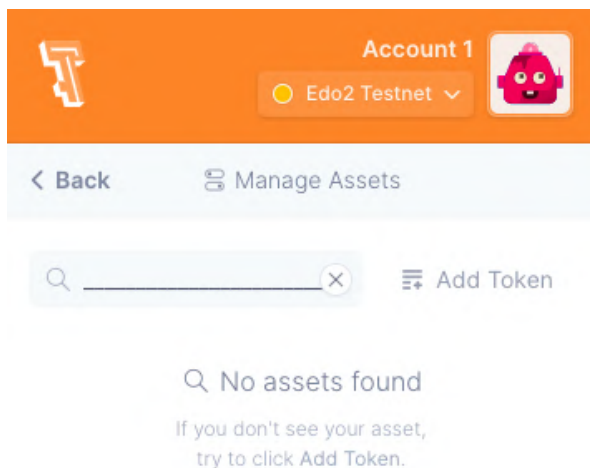 Account 1
Edo2 Testnet
Back
Manage Assets
_______________________
Add Token
No assets found
If you don't see your asset,
try to click Add Token.